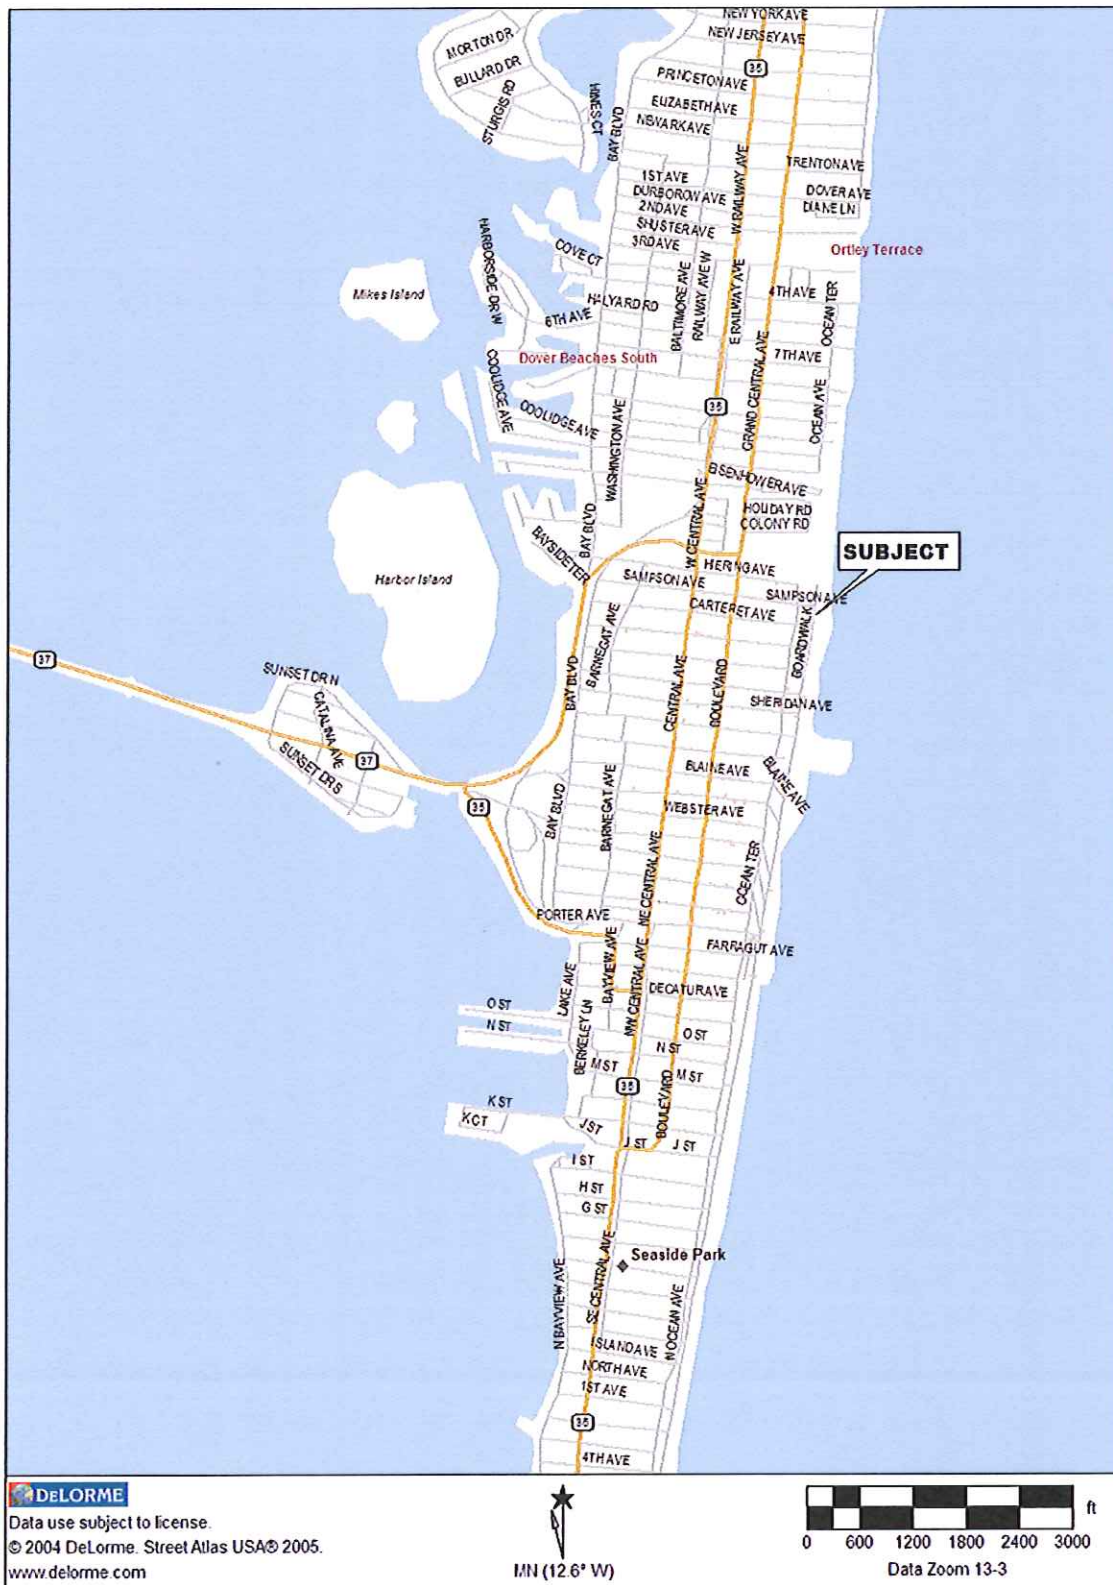 NEW YORK AVE
NEW JERSEY AVE
MORTON DR
BULLARD DR
STURGIS RD
HINES CT
BAY BLVD
35
PRINCETON AVE
ELIZABETH AVE
NEWARK AVE
W RAILWAY AVE
TRENTON AVE
1ST AVE
DURBOROW AVE
2ND AVE
DOVER AVE
DIANE LN
SHUSTER AVE
3RD AVE
Ortley Terrace
HARBORSIDE DR W
COVE CT
Mikes Island
HALYARD RD
6TH AVE
BALTIMORE AVE
RAILWAY AVE W
E RAILWAY AVE
4TH AVE
OCEAN TER
Dover Beaches South
7TH AVE
COOLIDGE AVE
COOLIDGE AVE
WASHINGTON AVE
35
GRAND CENTRAL AVE
OCEAN AVE
EISENHOWER AVE
HOLIDAY RD
COLONY RD
BAY BLVD
BAYSIDE TER
W CENTRAL AVE
HERING AVE
SUBJECT
Harbor Island
SAMPSON AVE
SAMPSON AVE
CARTERET AVE
BARNEGAT AVE
BOARDWALK
37
SUNSET DR N
BAY BLVD
CENTRAL AVE
BOULEVARD
SHERIDAN AVE
CATALINA AVE
SUNSET DR S
37
BLAINE AVE
BLAINE AVE
35
BAY BLVD
BARNEGAT AVE
WEBSTER AVE
OCEAN TER
NE CENTRAL AVE
PORTER AVE
FARRAGUT AVE
LAKE AVE
BAYVIEW AVE
NW CENTRAL AVE
DECATUR AVE
O ST
N ST
BERKELEY LN
O ST
N ST
M ST
M ST
35
BOULEVARD
K ST
K CT
J ST
J ST
J ST
I ST
H ST
G ST
Seaside Park
N BAYVIEW AVE
SE CENTRAL AVE
N OCEAN AVE
ISLAND AVE
NORTH AVE
1ST AVE
35
4TH AVE
DELORME
Data use subject to license.
© 2004 DeLorme. Street Atlas USA® 2005.
www.delorme.com
MN (12.6° W)
ft
0 600 1200 1800 2400 3000
Data Zoom 13-3